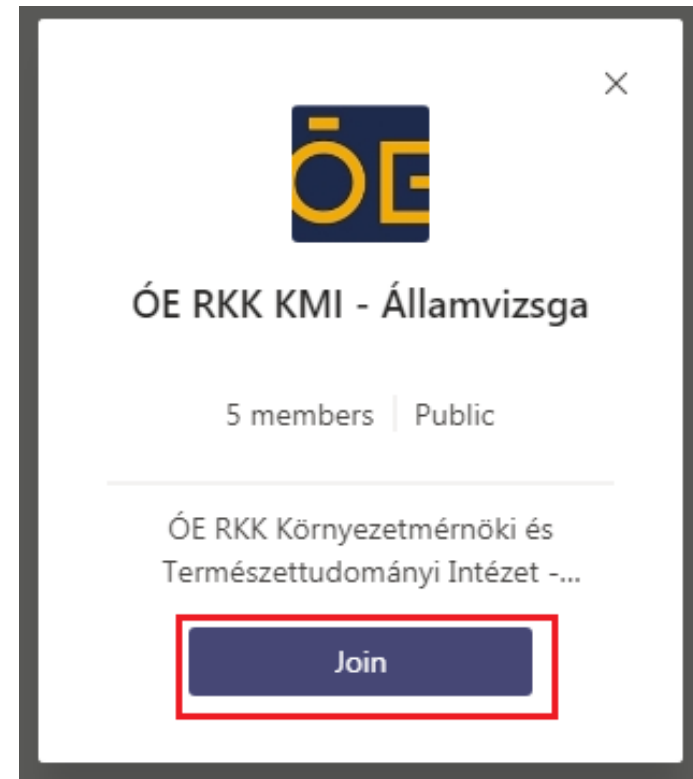 ÓE
ÓE RKK KMI - Államvizsga
5 members | Public
ÓE RKK Környezetmérnöki és
Természettudományi Intézet -...
Join